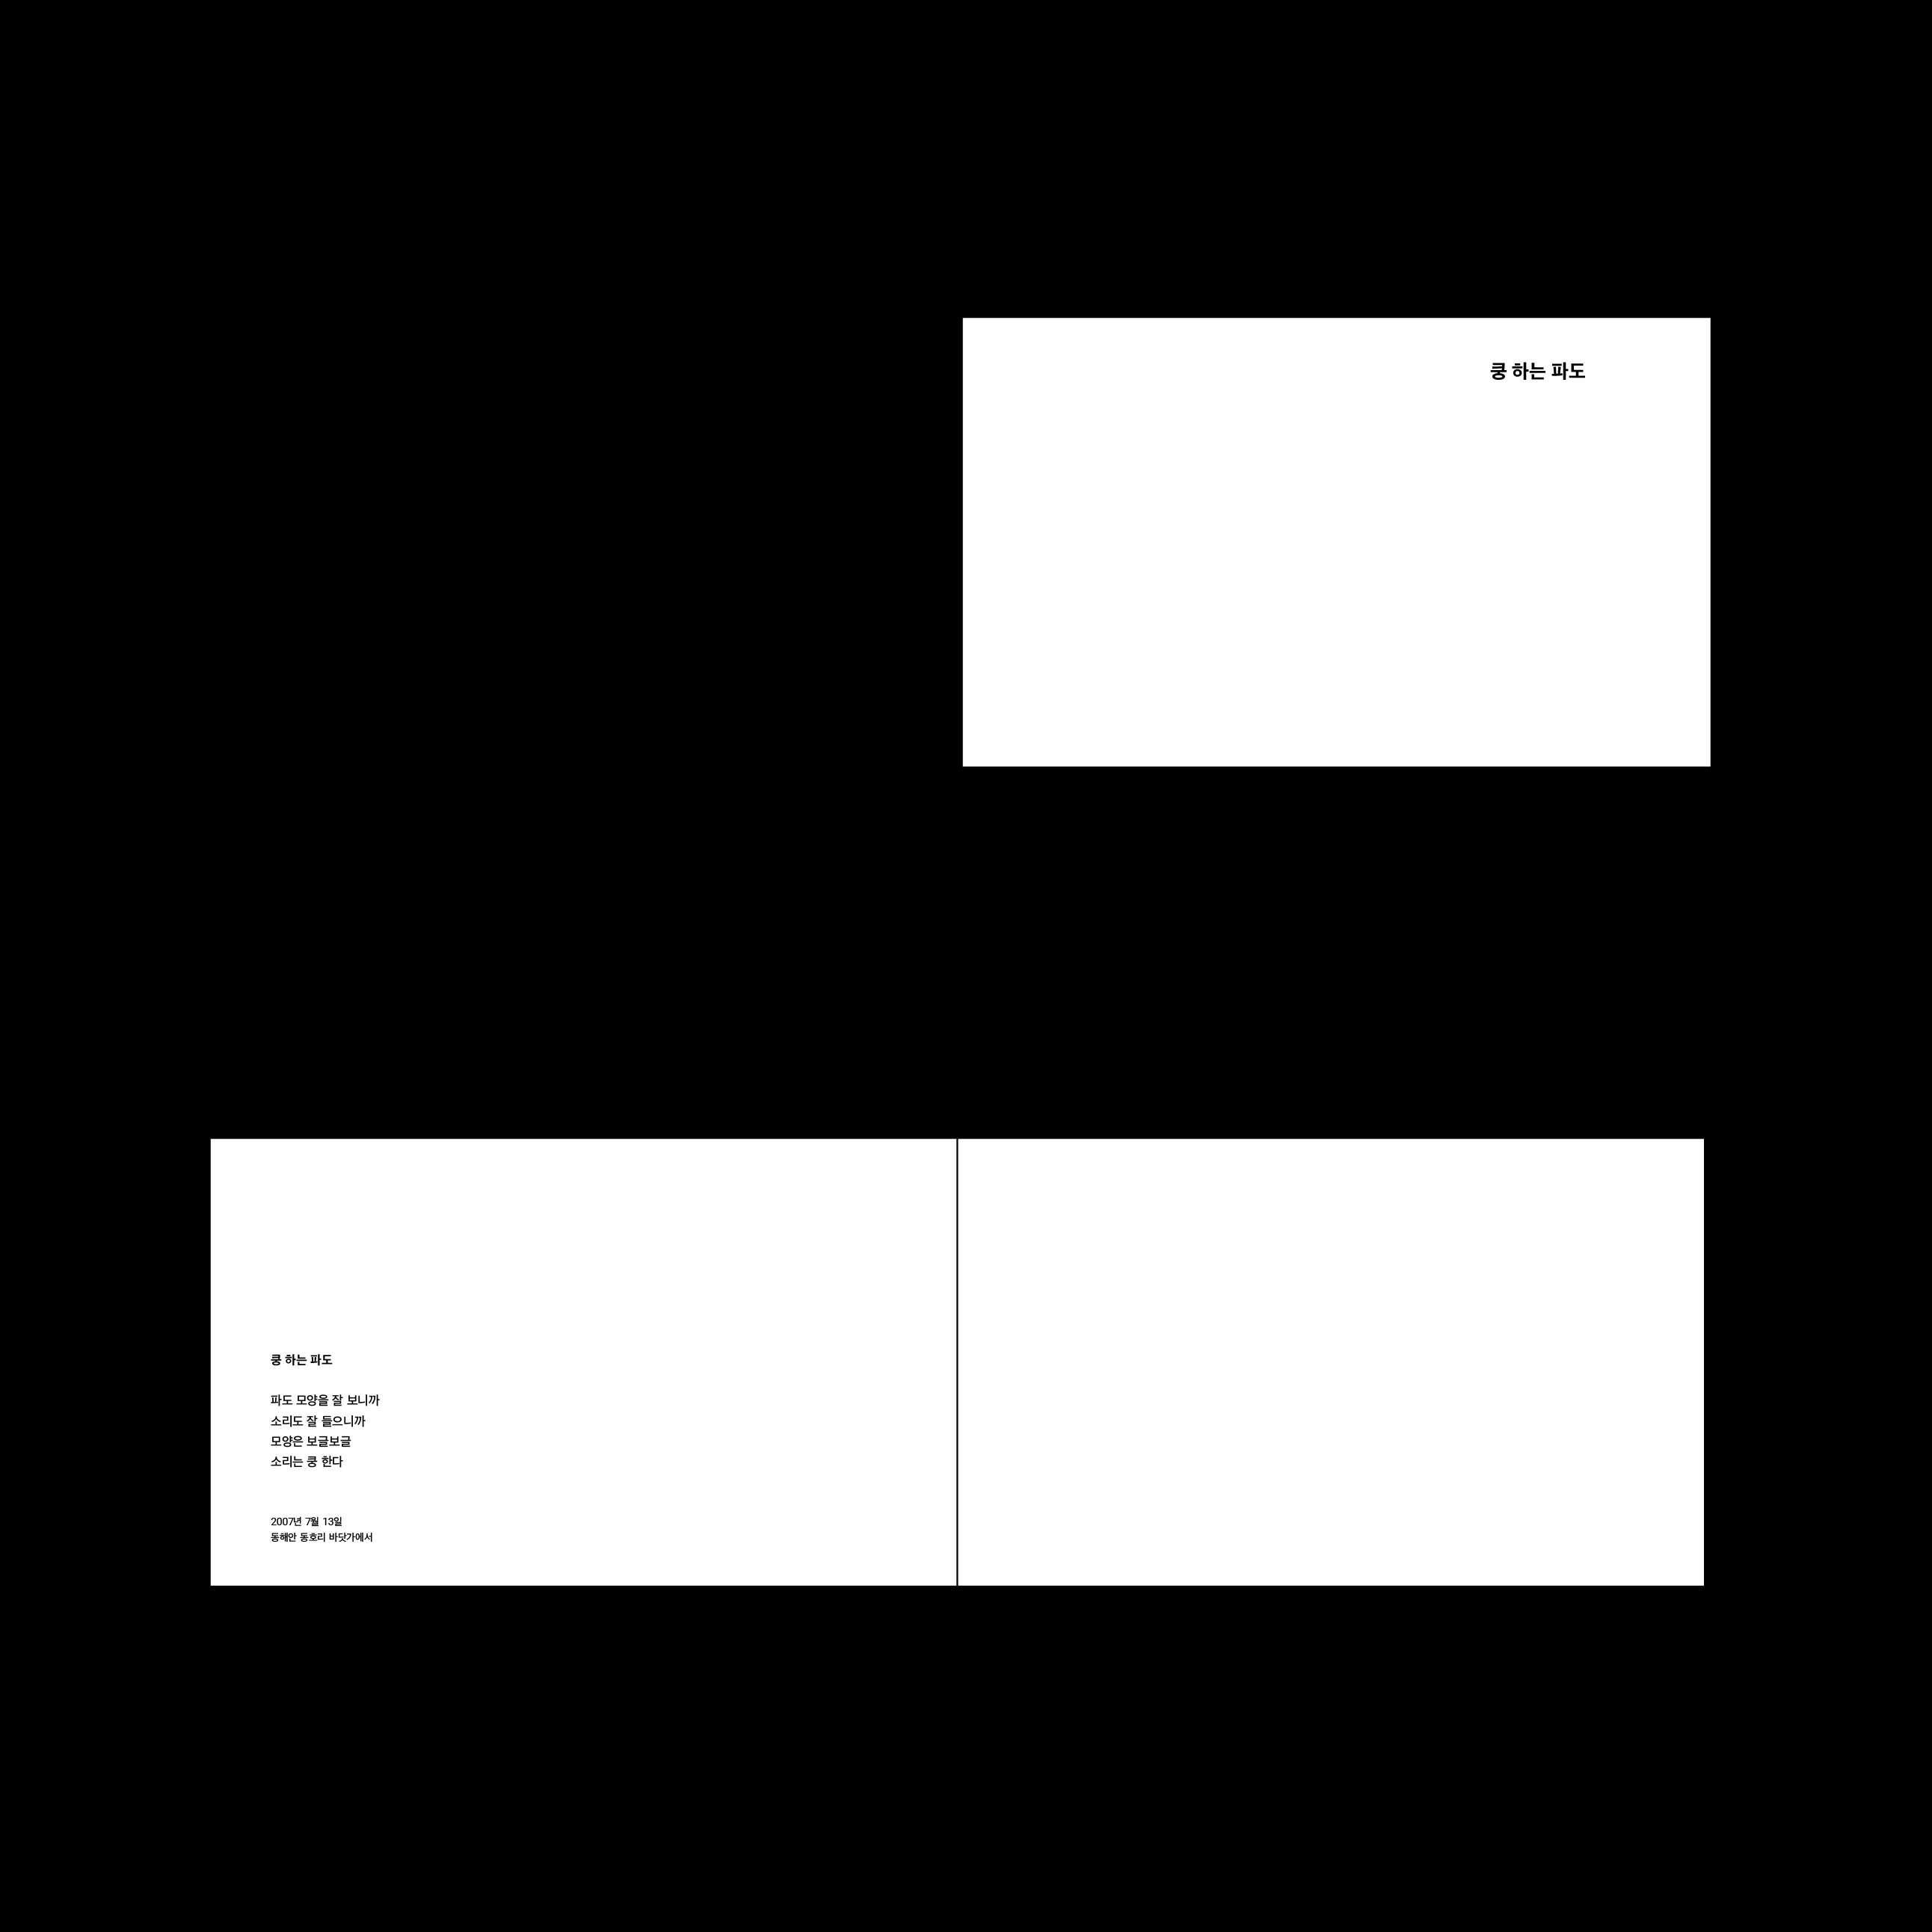 쿵 하는 파도
쿵 하는 파도
파도 모양을 잘 보니까
소리도 잘 들으니까
모양은 보글보글
소리는 쿵 한다
2007년 7월 13일
동해안 동호리 바닷가에서